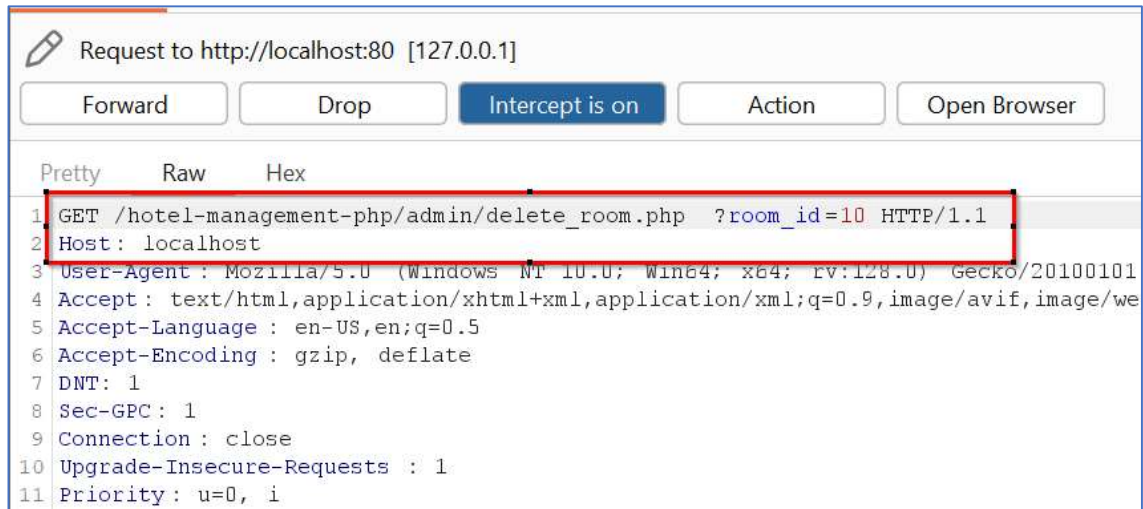 Request to http://localhost:80 [127.0.0.1]
Forward Drop Intercept is on Action Open Browser
Pretty Raw Hex
1 GET /hotel-management-php/admin/delete_room.php ?room_id=10 HTTP/1.1
2 Host: localhost
3 User-Agent: Mozilla/5.0 (Windows NT 10.0; Win64; x64; rv:128.0) Gecko/20100101
4 Accept: text/html,application/xhtml+xml,application/xml;q=0.9,image/avif,image/we
5 Accept-Language: en-US,en;q=0.5
6 Accept-Encoding: gzip, deflate
7 DNT: 1
8 Sec-GPC: 1
9 Connection: close
10 Upgrade-Insecure-Requests: 1
11 Priority: u=0, i